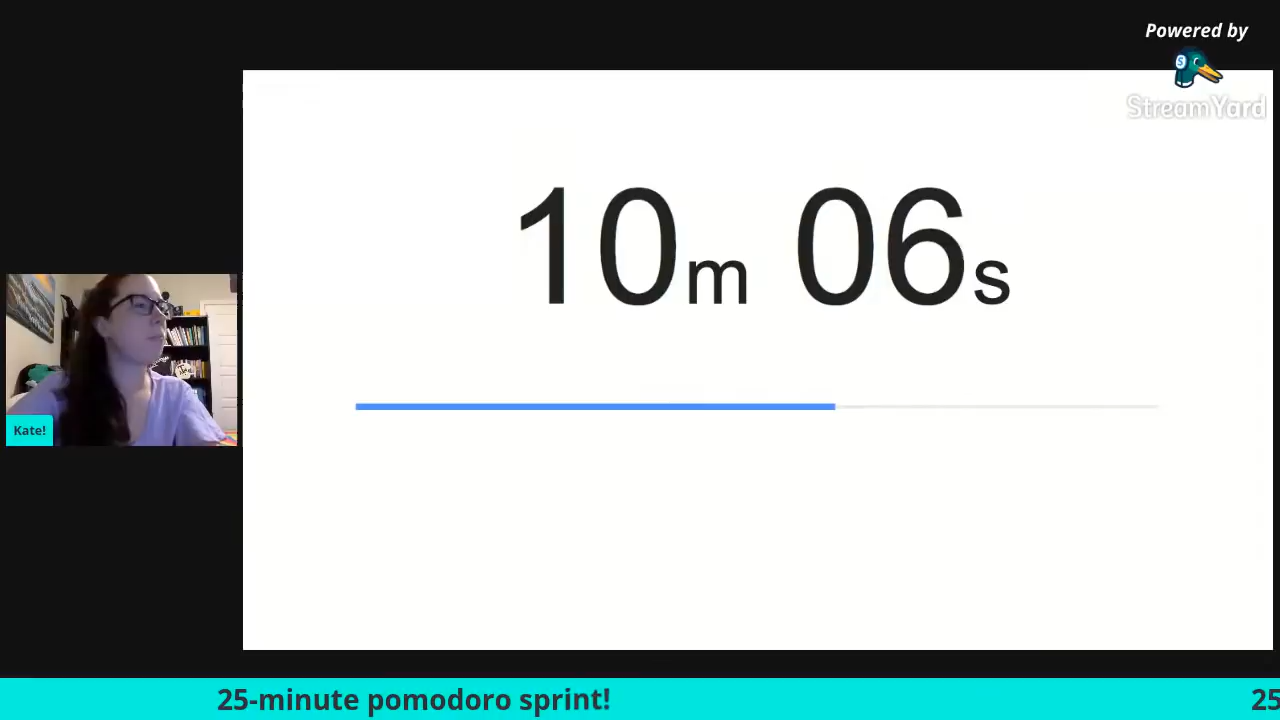 Powered by
StreamYard
10m 06s
Kate!
25-minute pomodoro sprint!
25